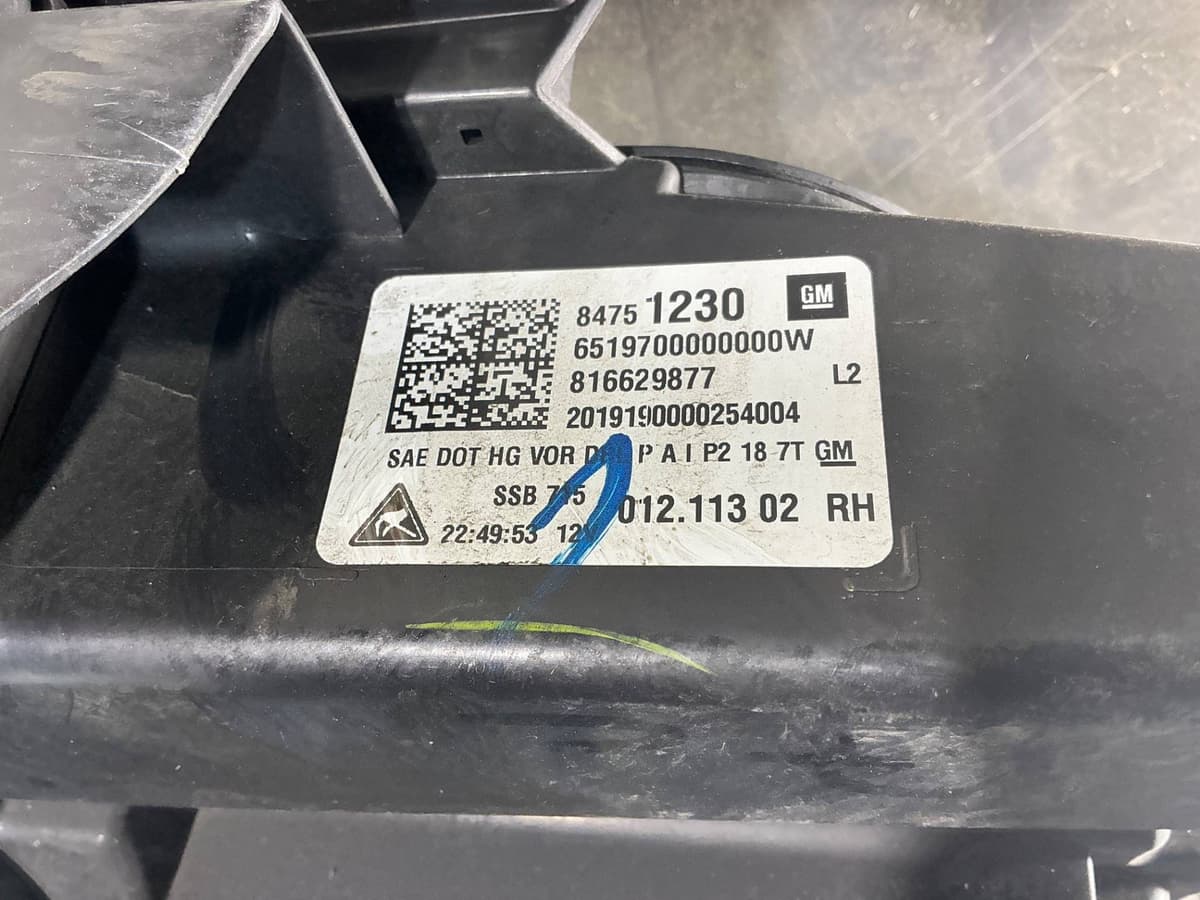 8475 1230 GM
6519700000000W
816629877 L2
2019190000254004
SAE DOT HG VOR P A I P2 18 7T GM
SSB 012.113 02 RH
22:49:53